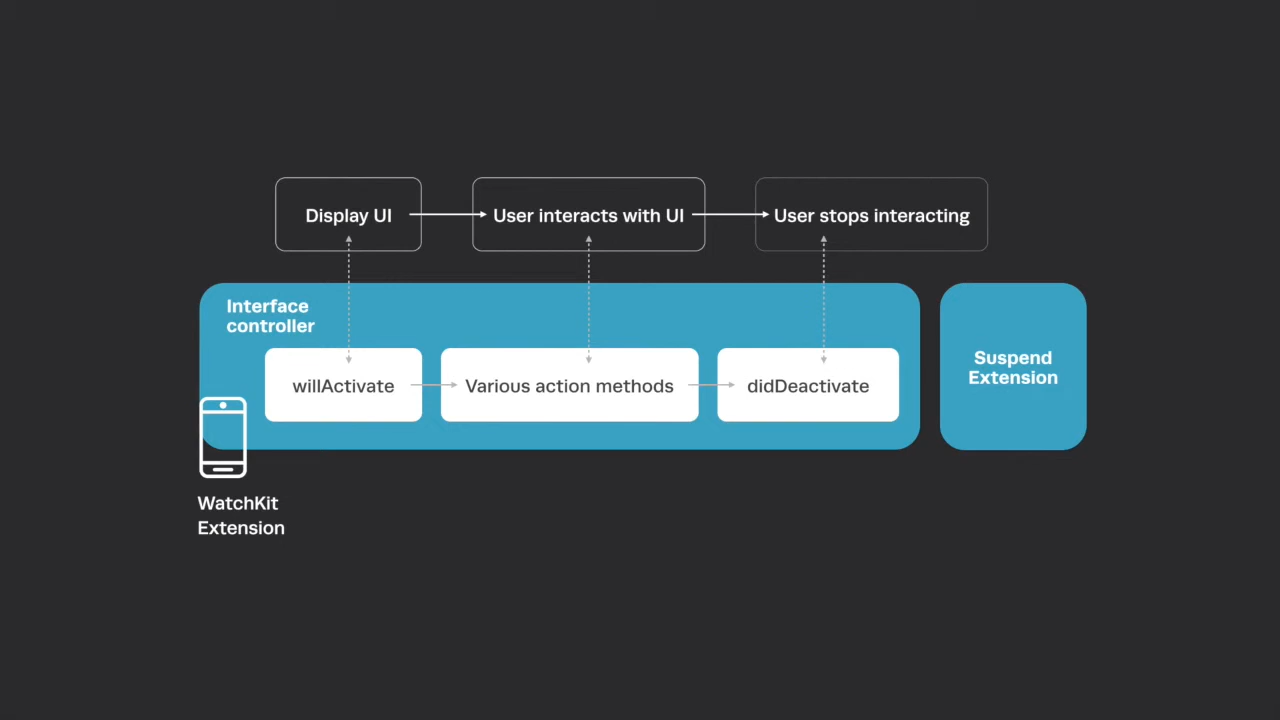 Display UI
User interacts with UI
User stops interacting
Interface
controller
willActivate
Various action methods
didDeactivate
Suspend
Extension
WatchKit
Extension